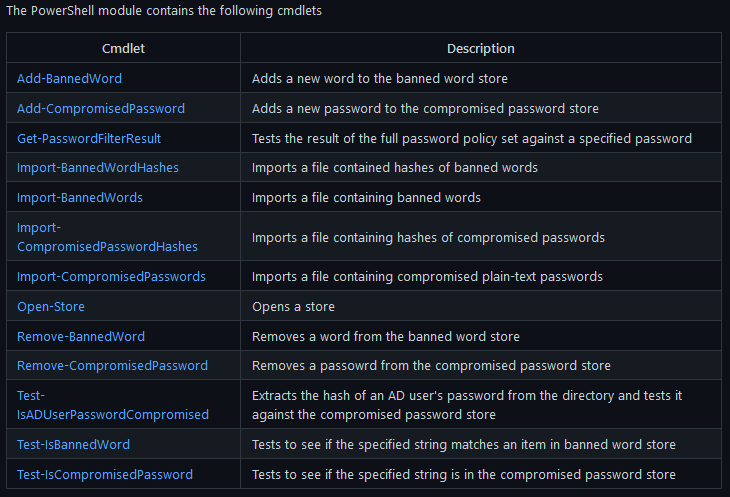 The PowerShell module contains the following cmdlets
Cmdlet Description
Add-BannedWord Adds a new word to the banned word store
Add-CompromisedPassword Adds a new password to the compromised password store
Get-PasswordFilterResult Tests the result of the full password policy set against a specified password
Import-BannedWordHashes Imports a file contained hashes of banned words
Import-BannedWords Imports a file containing banned words
Import-
CompromisedPasswordHashes Imports a file containing hashes of compromised passwords
Import-CompromisedPasswords Imports a file containing compromised plain-text passwords
Open-Store Opens a store
Remove-BannedWord Removes a word from the banned word store
Remove-CompromisedPassword Removes a passowrd from the compromised password store
Test- Extracts the hash of an AD user's password from the directory and tests it
IsADUserPasswordCompromised against the compromised password store
Test-IsBannedWord Tests to see if the specified string matches an item in banned word store
Test-IsCompromisedPassword Tests to see if the specified string is in the compromised password store